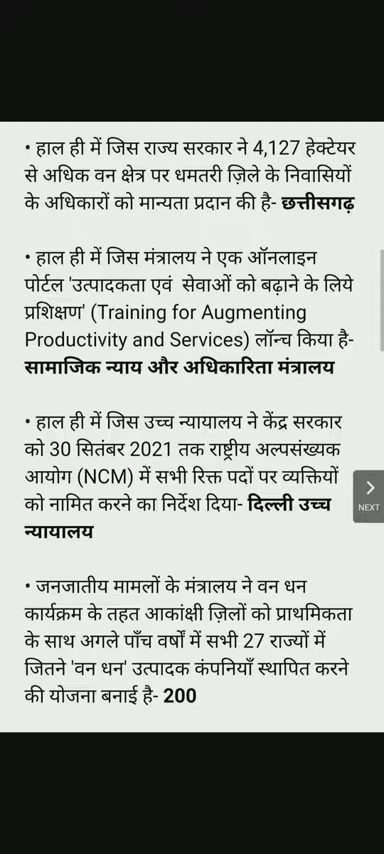 • हाल ही में जिस राज्य सरकार ने 4,127 हेक्टेयर
से अधिक वन क्षेत्र पर धमतरी ज़िले के निवासियों
के अधिकारों को मान्यता प्रदान की है- छत्तीसगढ़
• हाल ही में जिस मंत्रालय ने एक ऑनलाइन
पोर्टल 'उत्पादकता एवं सेवाओं को बढ़ाने के लिये
प्रशिक्षण' (Training for Augmenting
Productivity and Services) लॉन्च किया है-
सामाजिक न्याय और अधिकारिता मंत्रालय
• हाल ही में जिस उच्च न्यायालय ने केंद्र सरकार
को 30 सितंबर 2021 तक राष्ट्रीय अल्पसंख्यक
आयोग (NCM) में सभी रिक्त पदों पर व्यक्तियों
को नामित करने का निर्देश दिया- दिल्ली उच्च
न्यायालय
NEXT
• जनजातीय मामलों के मंत्रालय ने वन धन
कार्यक्रम के तहत आकांक्षी ज़िलों को प्राथमिकता
के साथ अगले पाँच वर्षों में सभी 27 राज्यों में
जितने 'वन धन' उत्पादक कंपनियाँ स्थापित करने
की योजना बनाई है- 200